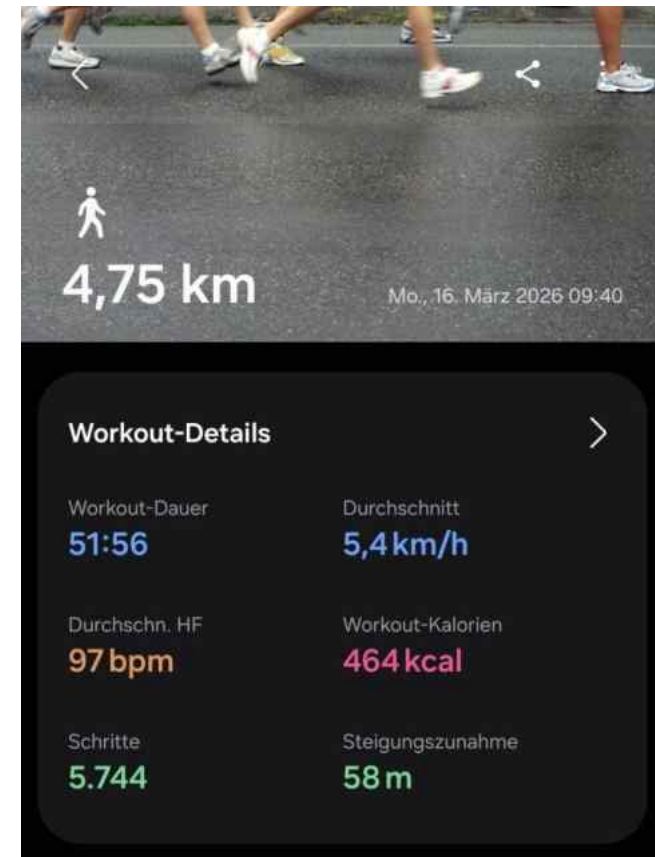 4,75 km
Mo., 16. März 2026 09:40
Workout-Details
Workout-Dauer
Durchschnitt
51:56
5,4 km/h
Durchschn. HF
Workout-Kalorien
97 bpm
464 kcal
Schritte
Steigungszunahme
5.744
58 m